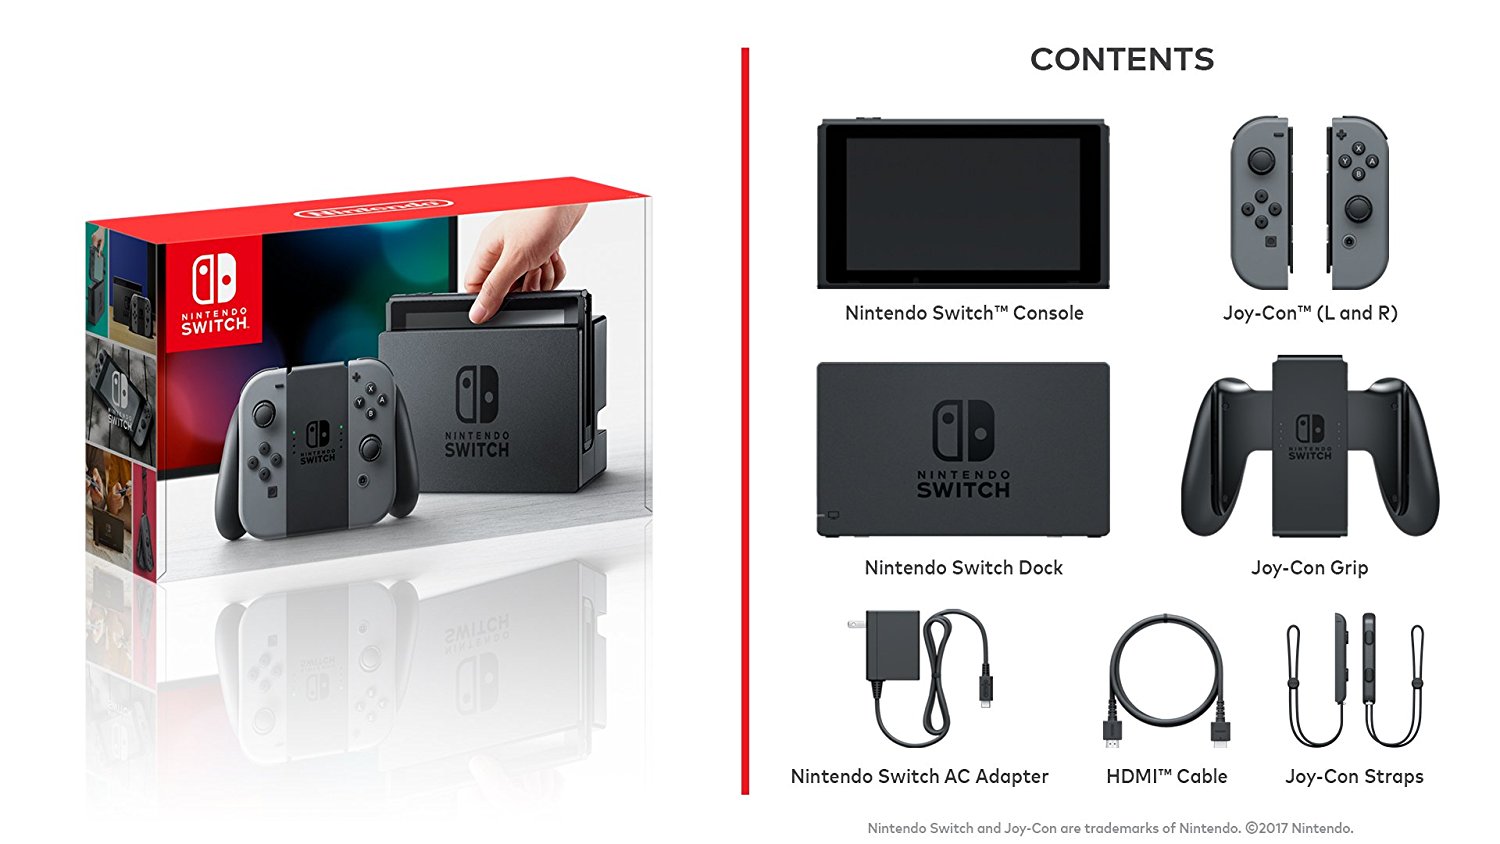 Nintendo
NINTENDO
SWITCH™
NINTENDO
SWITCH
NINTENDO
SWITCH
X
Y
A
B
SWITCH
CONTENTS
Nintendo Switch™ Console
X
Y
A
B
Joy-Con™ (L and R)
NINTENDO
SWITCH
Nintendo Switch Dock
NINTENDO
SWITCH
Joy-Con Grip
Nintendo Switch AC Adapter
HDMI™ Cable
Joy-Con Straps
Nintendo Switch and Joy-Con are trademarks of Nintendo. ©2017 Nintendo.